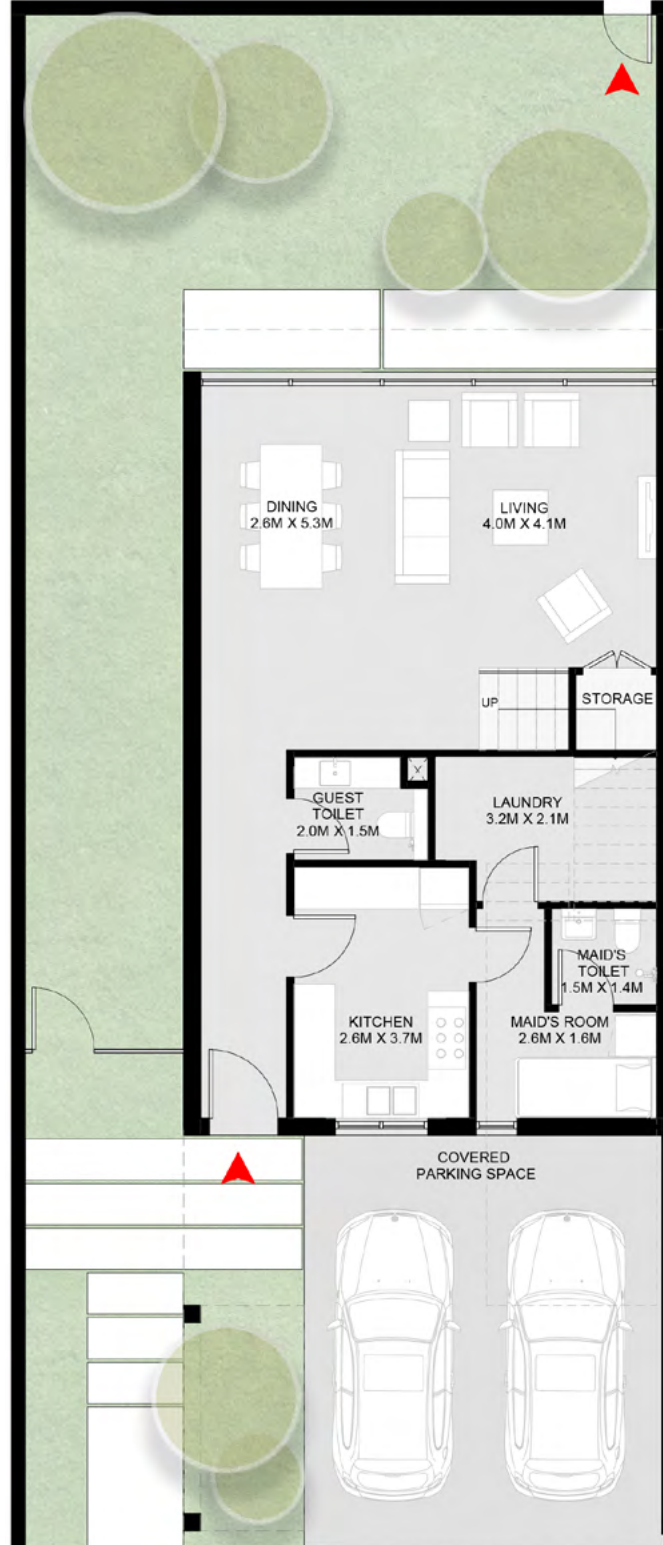 DINING
2.6M X 5.3M
LIVING
4.0M X 4.1M
UP
STORAGE
GUEST
TOILET
2.0M X 1.5M
LAUNDRY
3.2M X 2.1M
MAID'S
TOILET
1.5M X 1.4M
KITCHEN
2.6M X 3.7M
MAID'S ROOM
2.6M X 1.6M
COVERED
PARKING SPACE